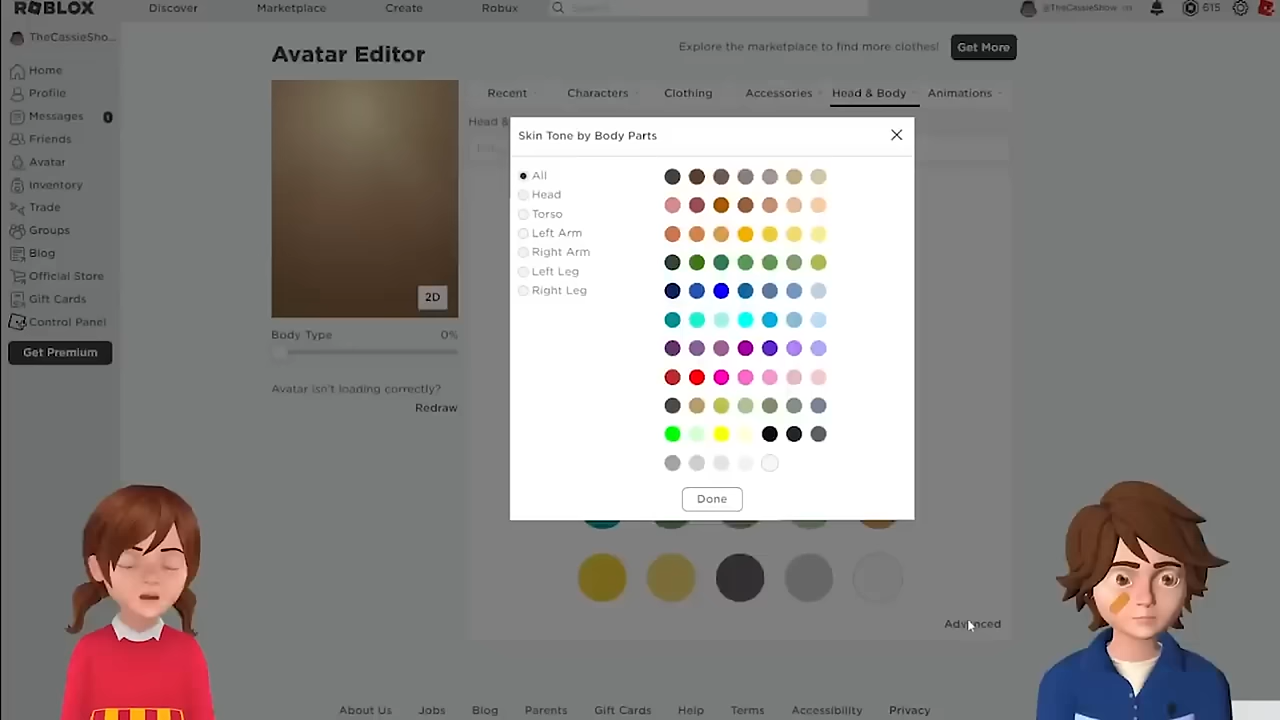 ROBLOX
Discover
Marketplace
Create
Robux
Search
@TheCassieShow
615
TheCassieSho...
Home
Profile
Messages
Friends
Avatar
Inventory
Trade
Groups
Blog
Official Store
Gift Cards
Control Panel
Get Premium
Avatar Editor
Explore the marketplace to find more clothes!
Get More
Recent
Characters
Clothing
Accessories
Head & Body
Animations
Head &
2D
Body Type
0%
Avatar isn't loading correctly?
Redraw
Skin Tone by Body Parts
All
Head
Torso
Left Arm
Right Arm
Left Leg
Right Leg
Done
Advanced
About Us
Jobs
Blog
Parents
Gift Cards
Help
Terms
Accessibility
Privacy